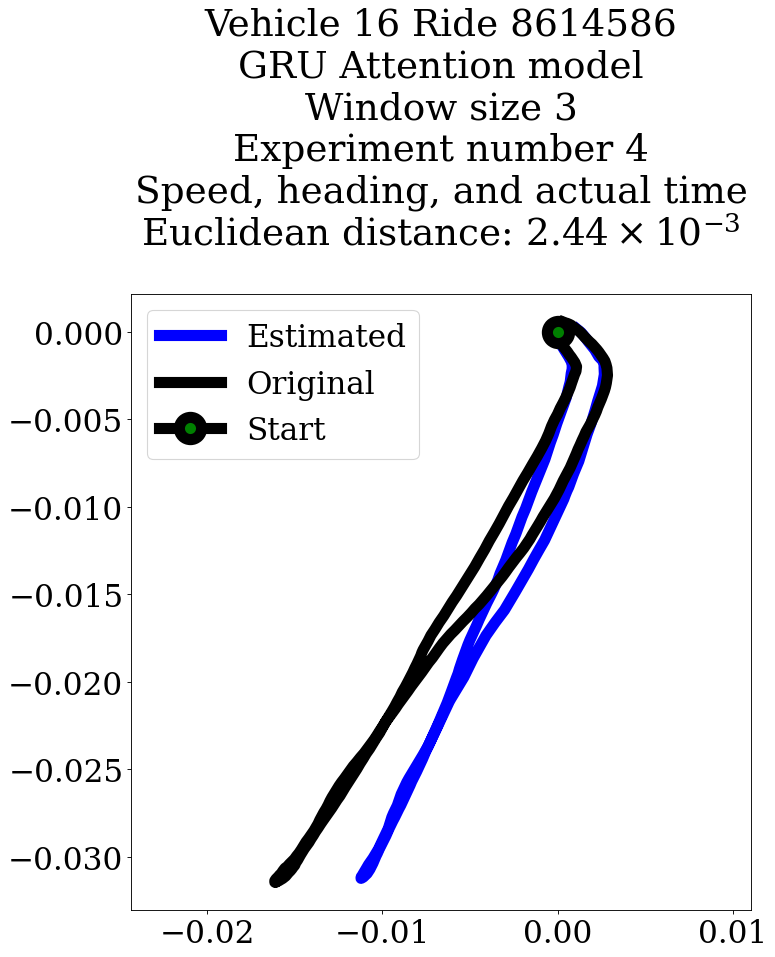 Vehicle 16 Ride 8614586
GRU Attention model
Window size 3
Experiment number 4
Speed, heading, and actual time
Euclidean distance: 2.44 × 10⁻³
Estimated
Original
Start
0.000
−0.005
−0.010
−0.015
−0.020
−0.025
−0.030
−0.02
−0.01
0.00
0.01